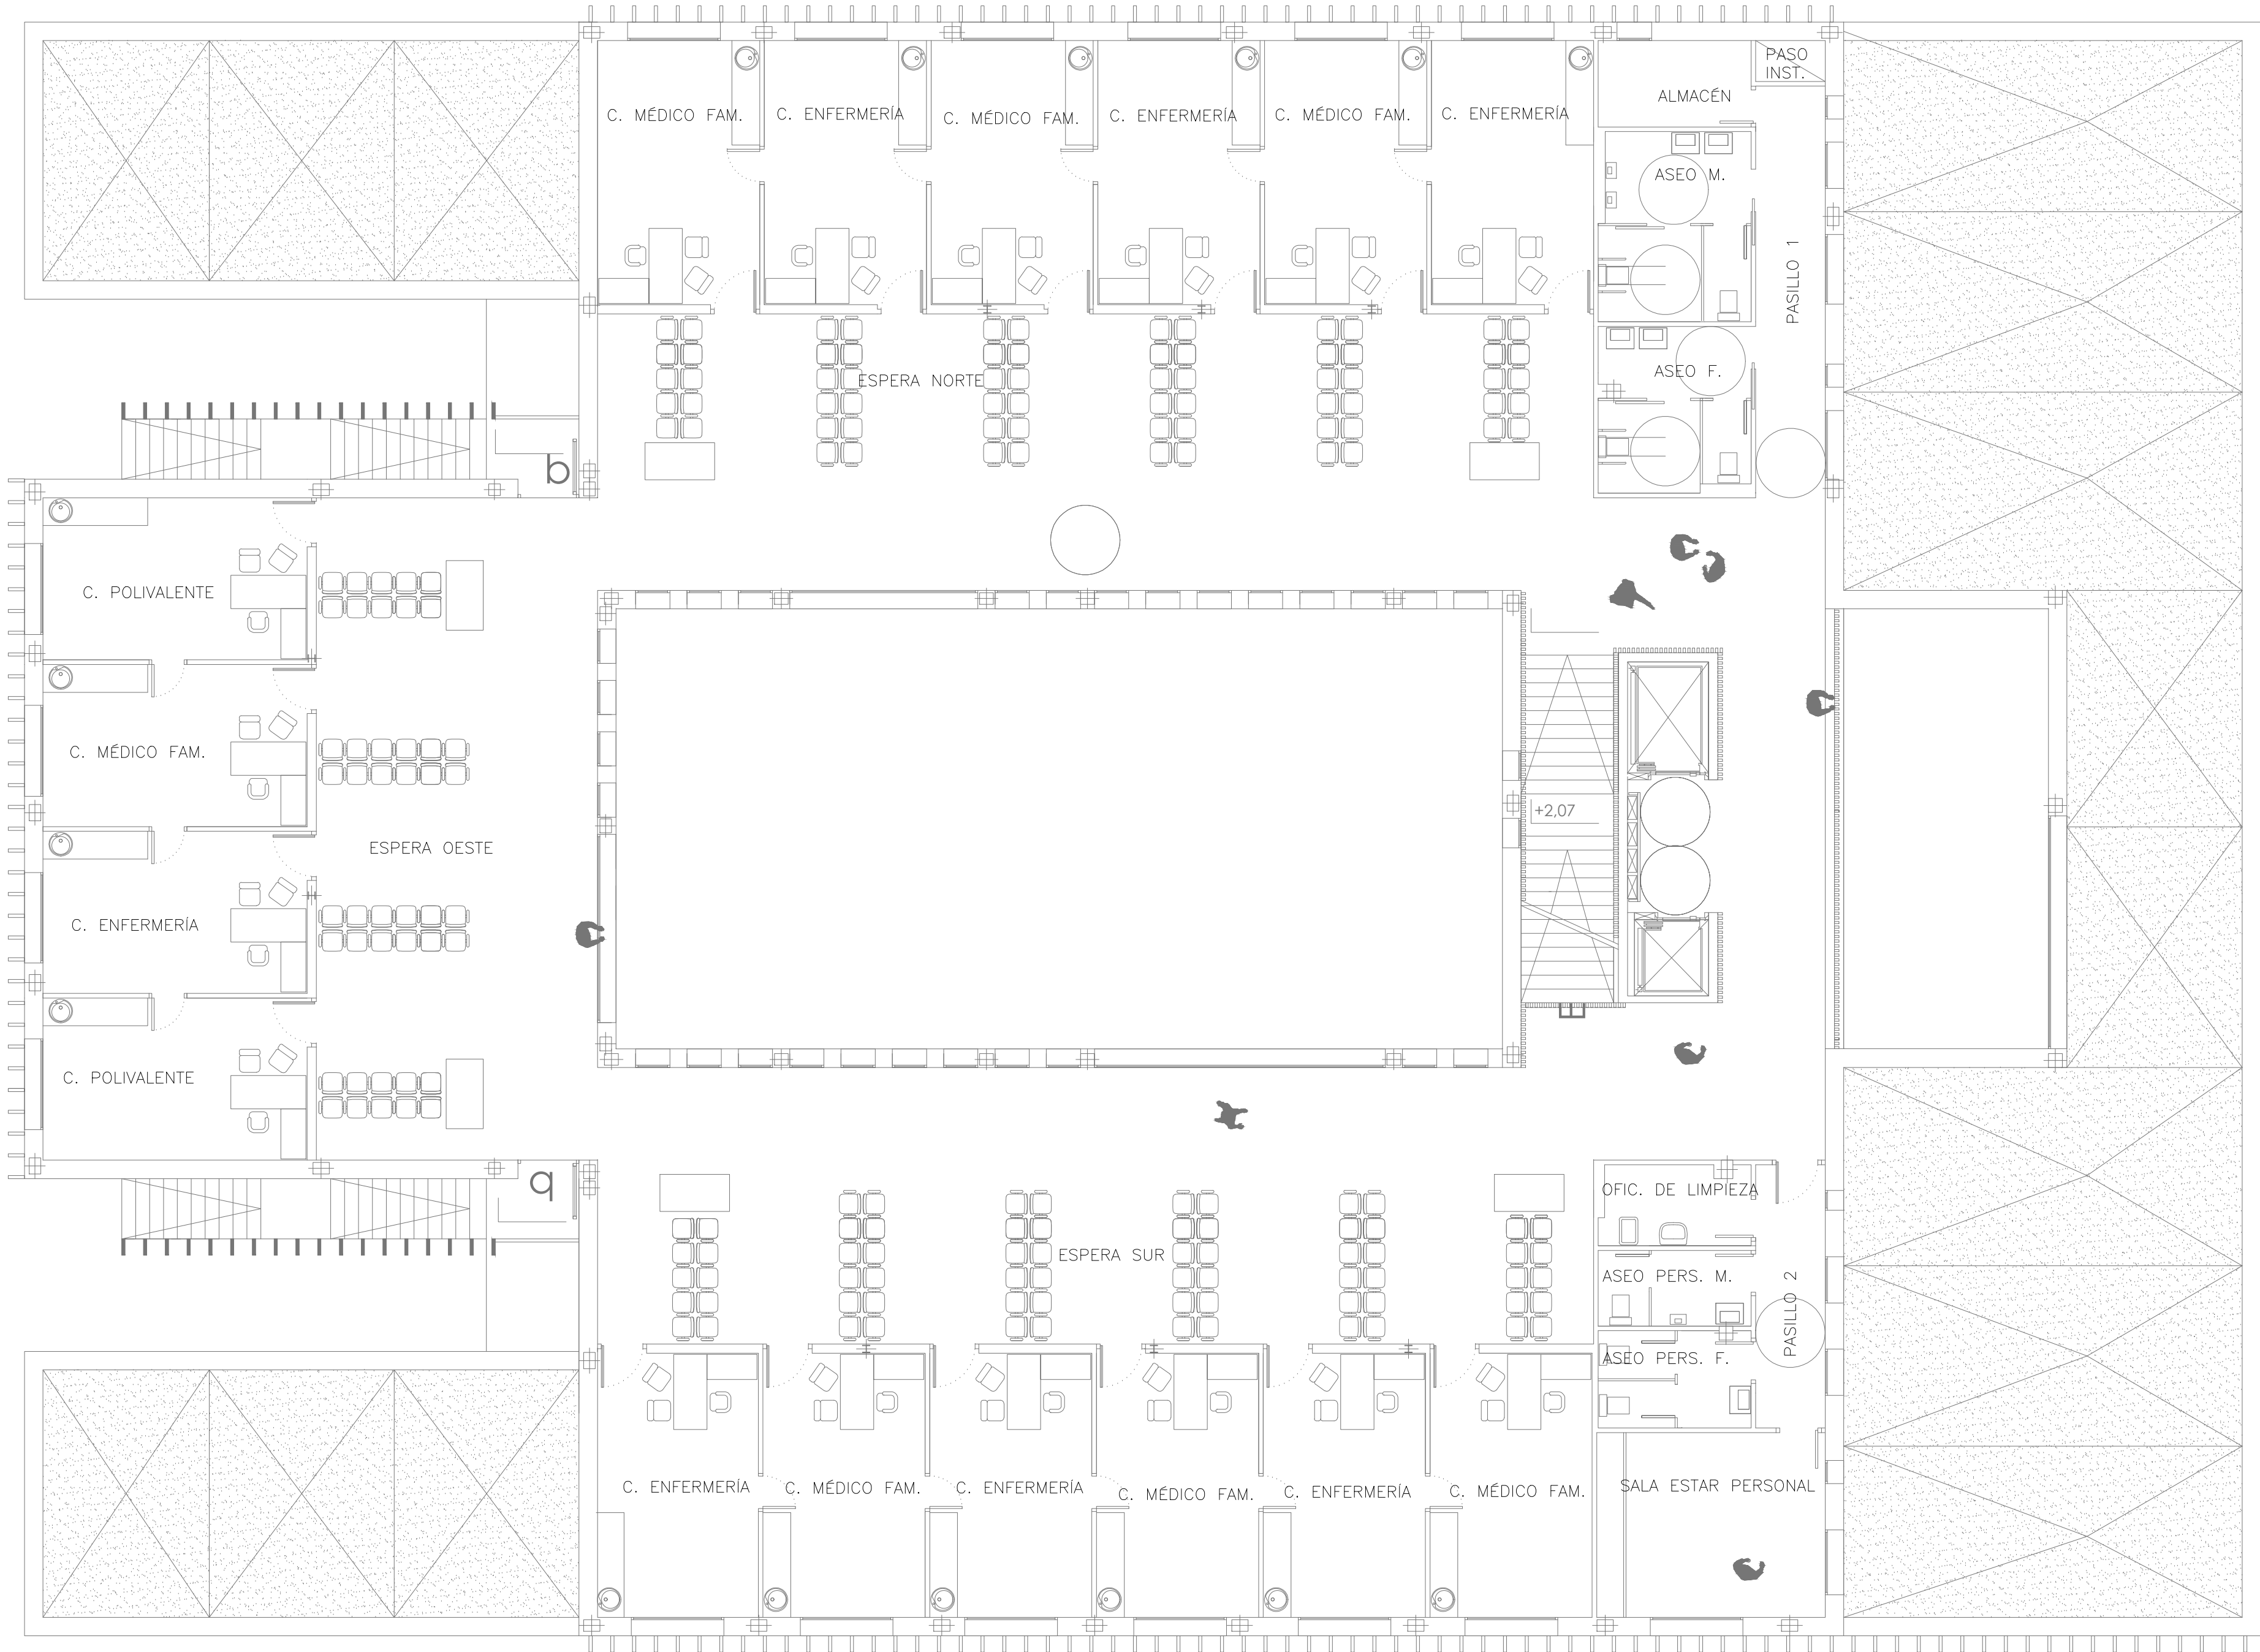 PASO
INST.
C. MÉDICO FAM.
C. ENFERMERÍA
C. MÉDICO FAM.
C. ENFERMERÍA
C. MÉDICO FAM.
C. ENFERMERÍA
ALMACÉN
ASEO M.
PASILLO 1
ESPERA NORTE
ASEO F.
b
C. POLIVALENTE
C. MÉDICO FAM.
+2,07
ESPERA OESTE
C. ENFERMERÍA
C. POLIVALENTE
q
OFIC. DE LIMPIEZA
ESPERA SUR
ASEO PERS. M.
PASILLO 2
ASEO PERS. F.
C. ENFERMERÍA
C. MÉDICO FAM.
C. ENFERMERÍA
C. MÉDICO FAM.
C. ENFERMERÍA
C. MÉDICO FAM.
SALA ESTAR PERSONAL